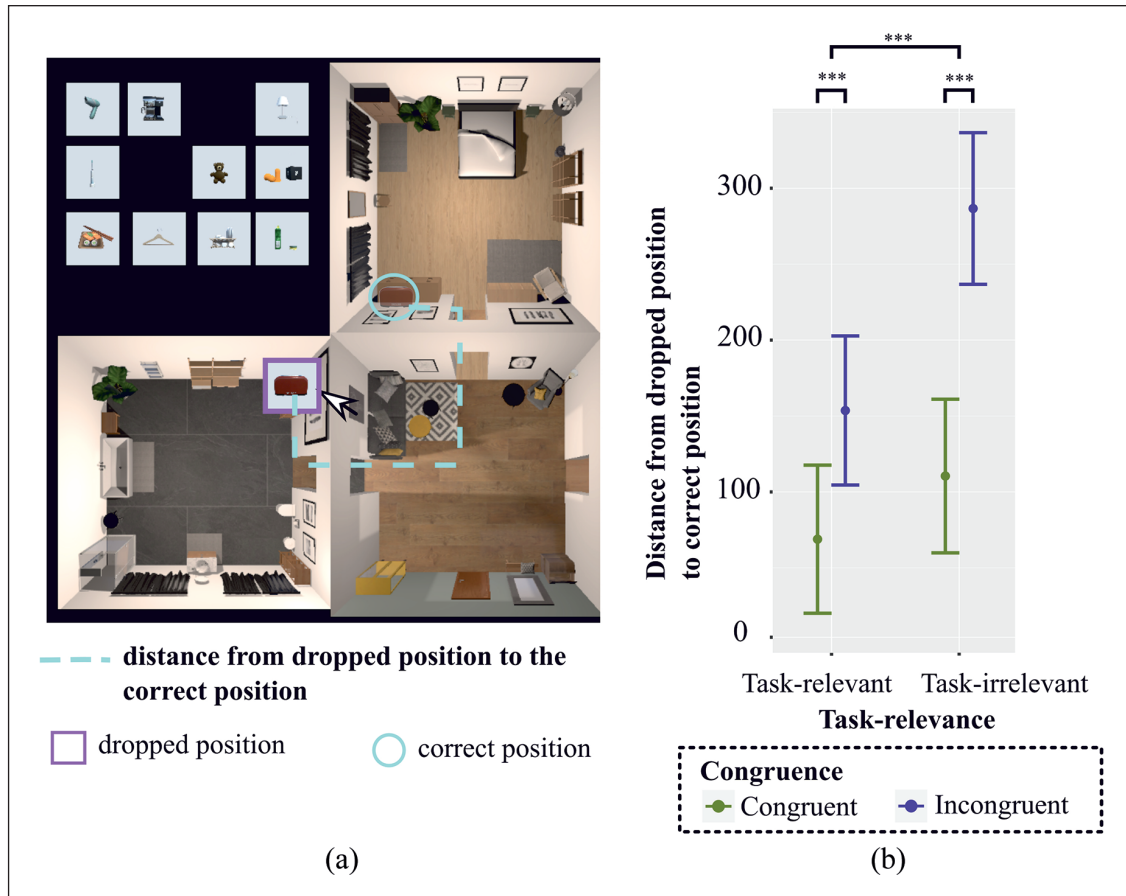 distance from dropped position to the
correct position
dropped position
correct position
(a)
***
***
***
Distance from dropped position
to correct position
300
200
100
0
Task-relevant
Task-irrelevant
Task-relevance
Congruence
Congruent
Incongruent
(b)